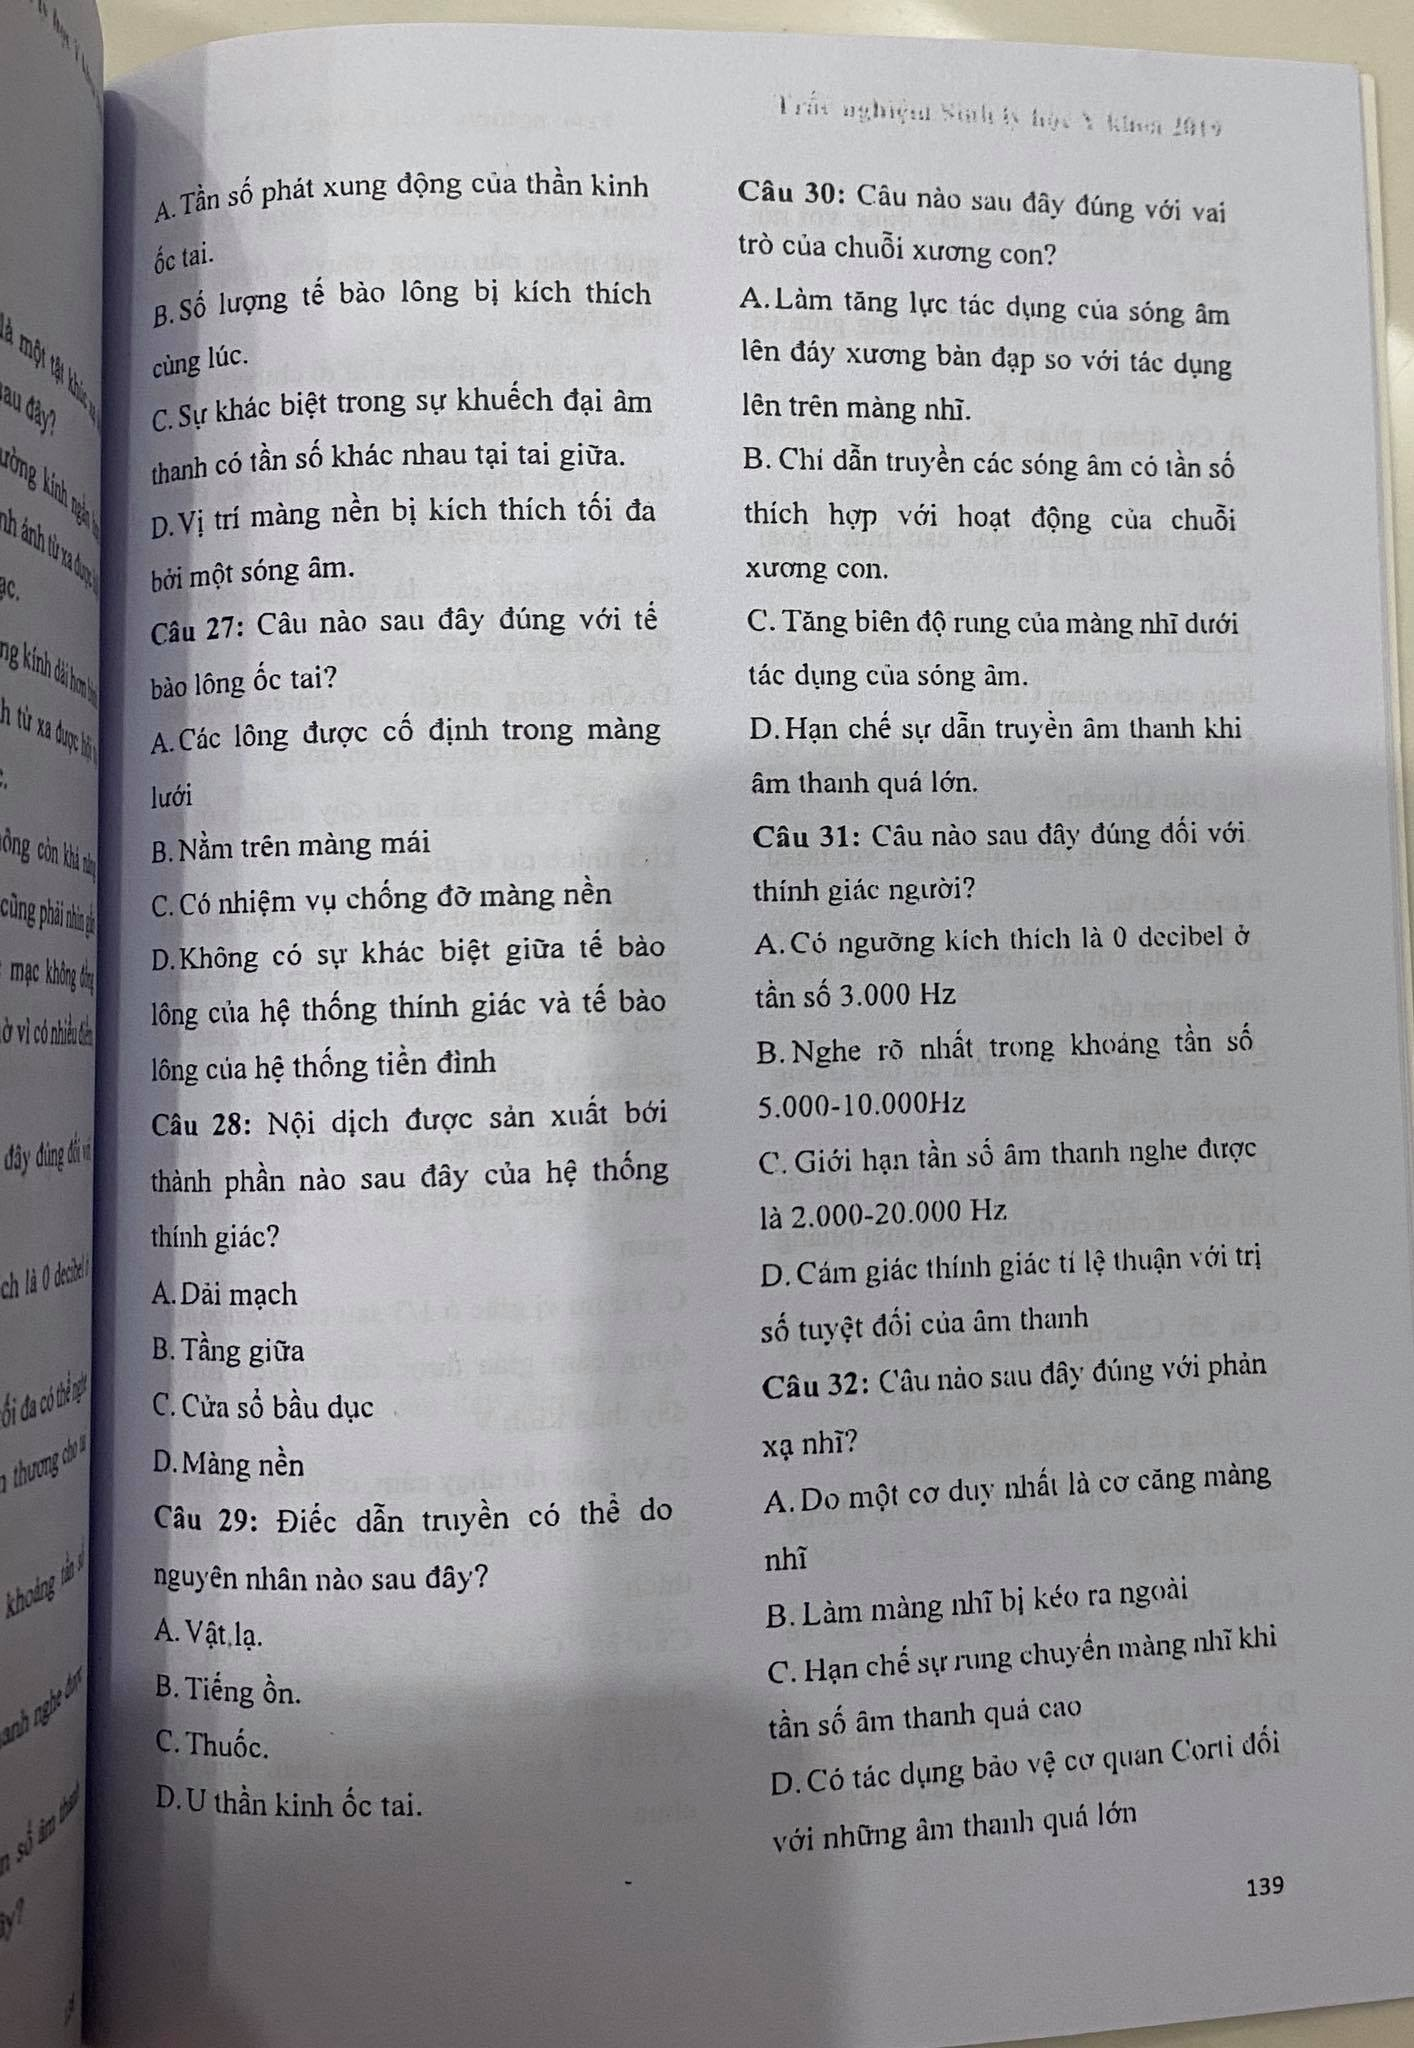 Trắc nghiệm Sinh lý học Y khoa 2019
A. Tần số phát xung động của thần kinh
ốc tai.
B. Số lượng tế bào lông bị kích thích
cùng lúc.
C. Sự khác biệt trong sự khuếch đại âm
thanh có tần số khác nhau tại tai giữa.
D. Vị trí màng nền bị kích thích tối đa
bởi một sóng âm.
Câu 27: Câu nào sau đây đúng với tế
bào lông ốc tai?
A. Các lông được cố định trong màng
lưới
B. Nằm trên màng mái
C. Có nhiệm vụ chống đỡ màng nền
D. Không có sự khác biệt giữa tế bào
lông của hệ thống thính giác và tế bào
lông của hệ thống tiền đình
Câu 28: Nội dịch được sản xuất bởi
thành phần nào sau đây của hệ thống
thính giác?
A. Dải mạch
B. Tầng giữa
C. Cửa sổ bầu dục
D. Màng nền
Câu 29: Điếc dẫn truyền có thể do
nguyên nhân nào sau đây?
A. Vật lạ.
B. Tiếng ồn.
C. Thuốc.
D. U thần kinh ốc tai.
Câu 30: Câu nào sau đây đúng với vai
trò của chuỗi xương con?
A. Làm tăng lực tác dụng của sóng âm
lên đáy xương bàn đạp so với tác dụng
lên trên màng nhĩ.
B. Chỉ dẫn truyền các sóng âm có tần số
thích hợp với hoạt động của chuỗi
xương con.
C. Tăng biên độ rung của màng nhĩ dưới
tác dụng của sóng âm.
D. Hạn chế sự dẫn truyền âm thanh khi
âm thanh quá lớn.
Câu 31: Câu nào sau đây đúng đối với
thính giác người?
A. Có ngưỡng kích thích là 0 decibel ở
tần số 3.000 Hz
B. Nghe rõ nhất trong khoảng tần số
5.000-10.000Hz
C. Giới hạn tần số âm thanh nghe được
là 2.000-20.000 Hz
D. Cảm giác thính giác tỉ lệ thuận với trị
số tuyệt đối của âm thanh
Câu 32: Câu nào sau đây đúng với phản
xạ nhĩ?
A. Do một cơ duy nhất là cơ căng màng
nhĩ
B. Làm màng nhĩ bị kéo ra ngoài
C. Hạn chế sự rung chuyển màng nhĩ khi
tần số âm thanh quá cao
D. Có tác dụng bảo vệ cơ quan Corti đối
với những âm thanh quá lớn
139